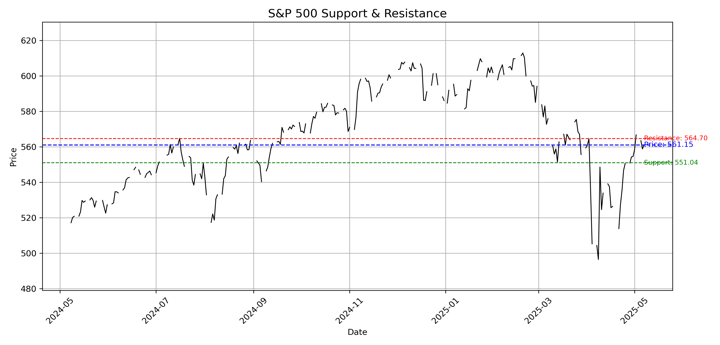 S&P 500 Support & Resistance
620
600
580
560
540
520
500
480
Price
Resistance: 564.70
Price: 561.15
Support: 551.04
2024-05
2024-07
2024-09
2024-11
2025-01
2025-03
2025-05
Date